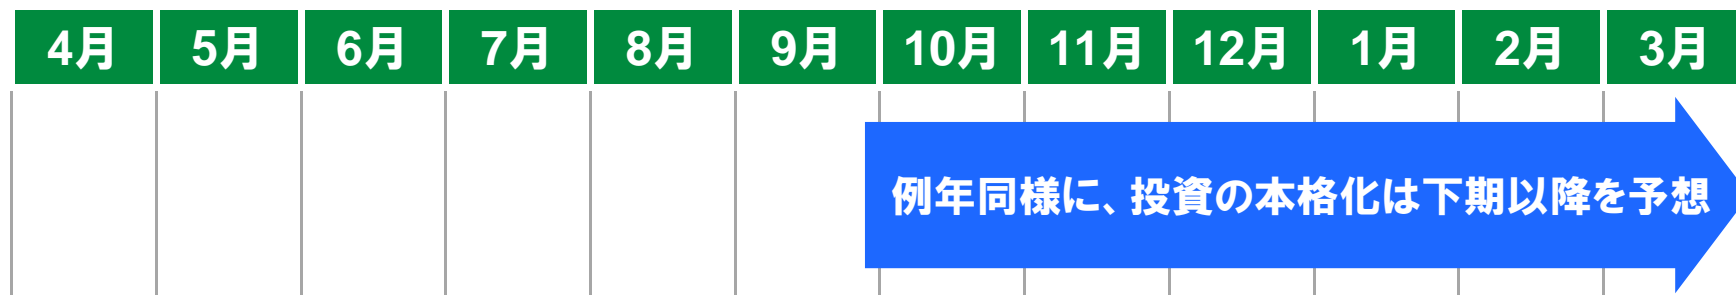 4月 5月 6月 7月 8月 9月 10月 11月 12月 1月 2月 3月
例年同様に、投資の本格化は下期以降を予想